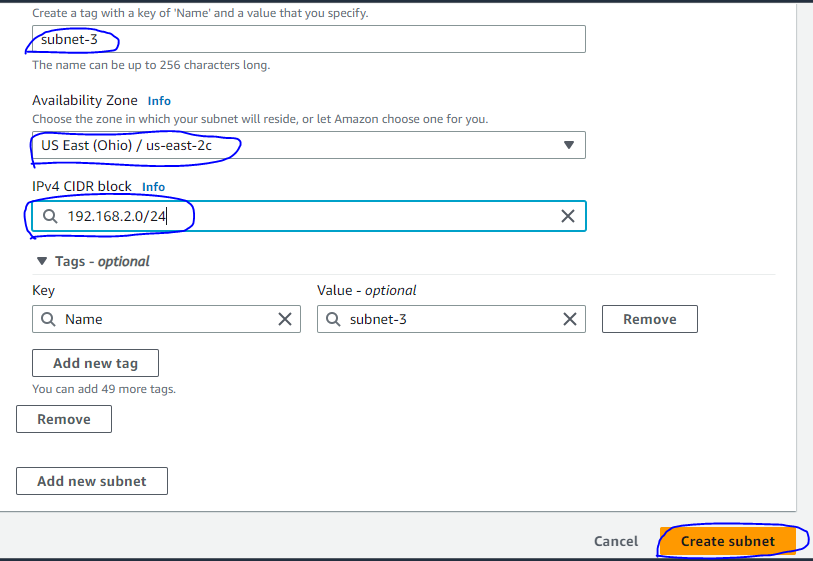 Create a tag with a key of 'Name' and a value that you specify.
subnet-3
The name can be up to 256 characters long.
Availability Zone Info
Choose the zone in which your subnet will reside, or let Amazon choose one for you.
US East (Ohio) / us-east-2c
IPv4 CIDR block Info
192.168.2.0/24
Tags - optional
Key Value - optional
Name subnet-3 Remove
Add new tag
You can add 49 more tags.
Remove
Add new subnet
Cancel Create subnet